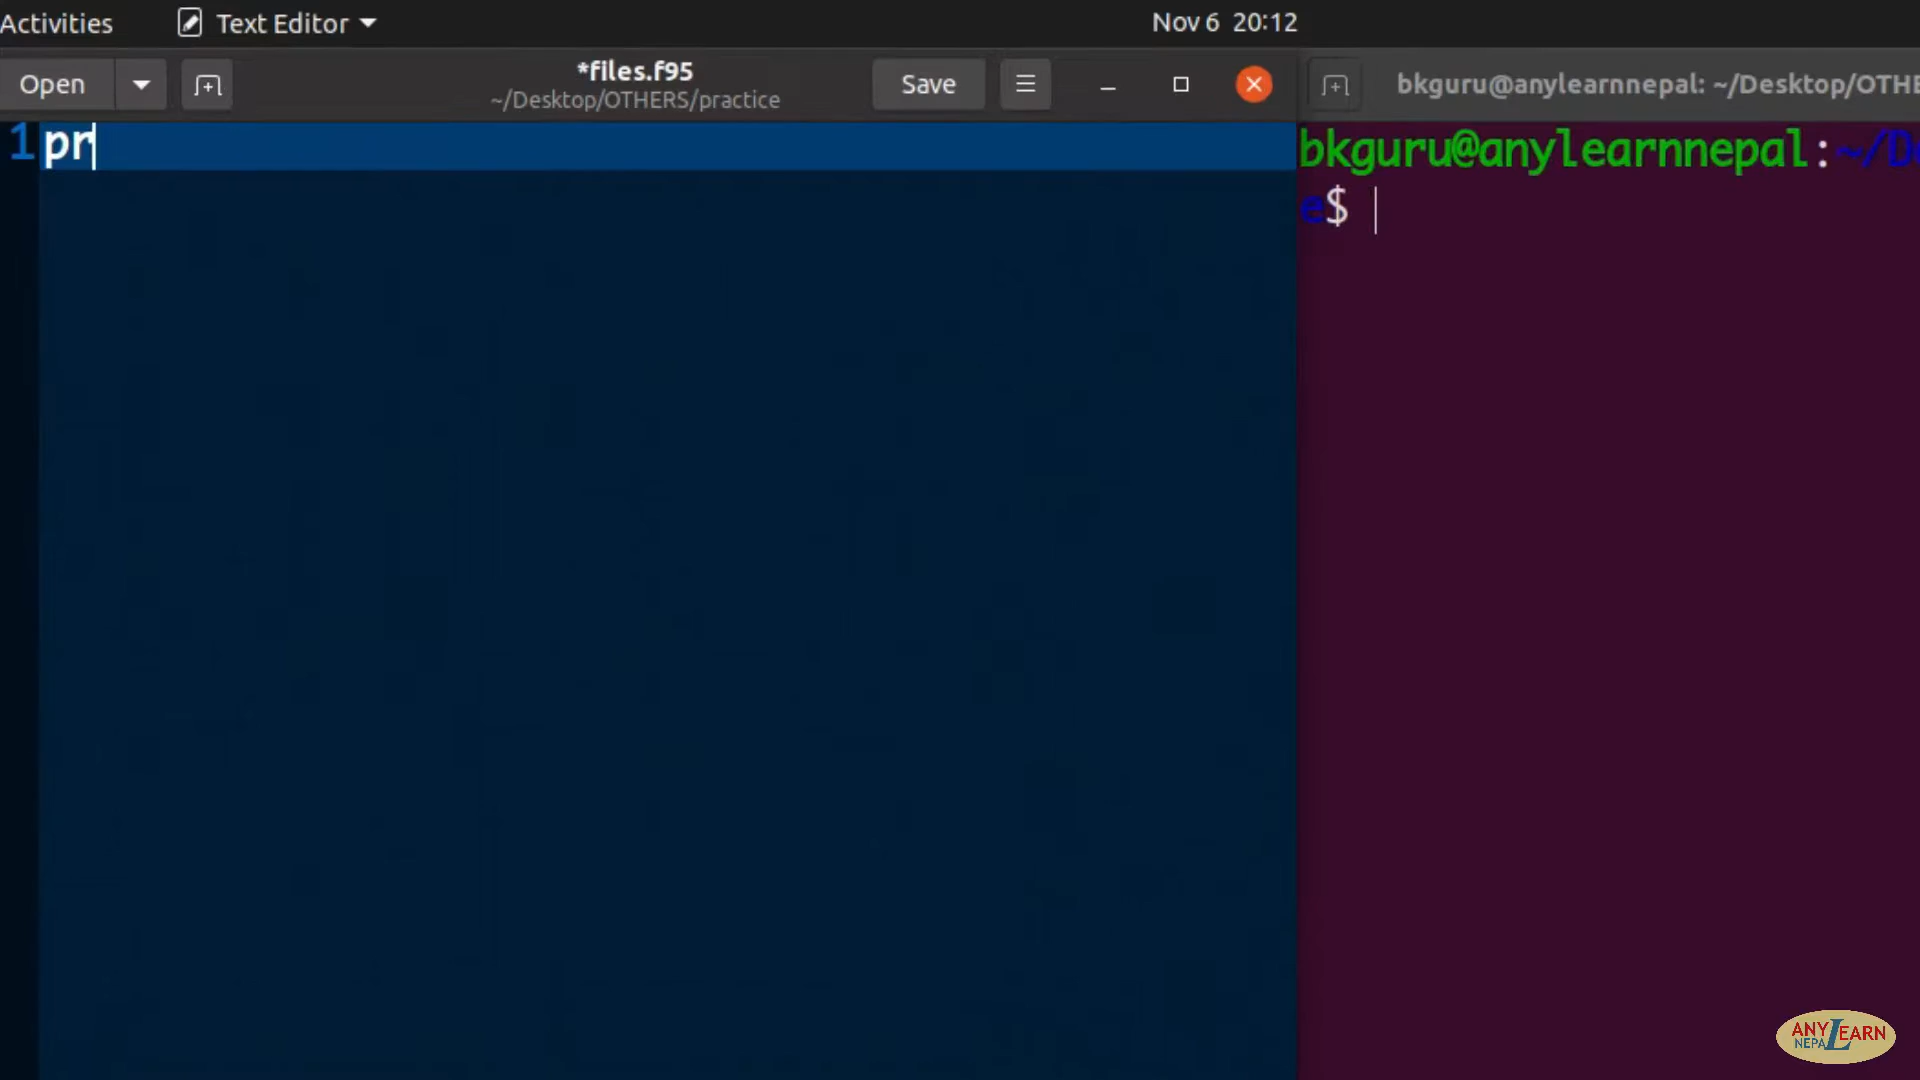 Activities Text Editor Nov 6 20:12
Open *files.f95 Save bkguru@anylearnnepal: ~/Desktop/OTHE
~/Desktop/OTHERS/practice
1 pr
bkguru@anylearnnepal:~/De
e$
ANY LEARN
NEPAL